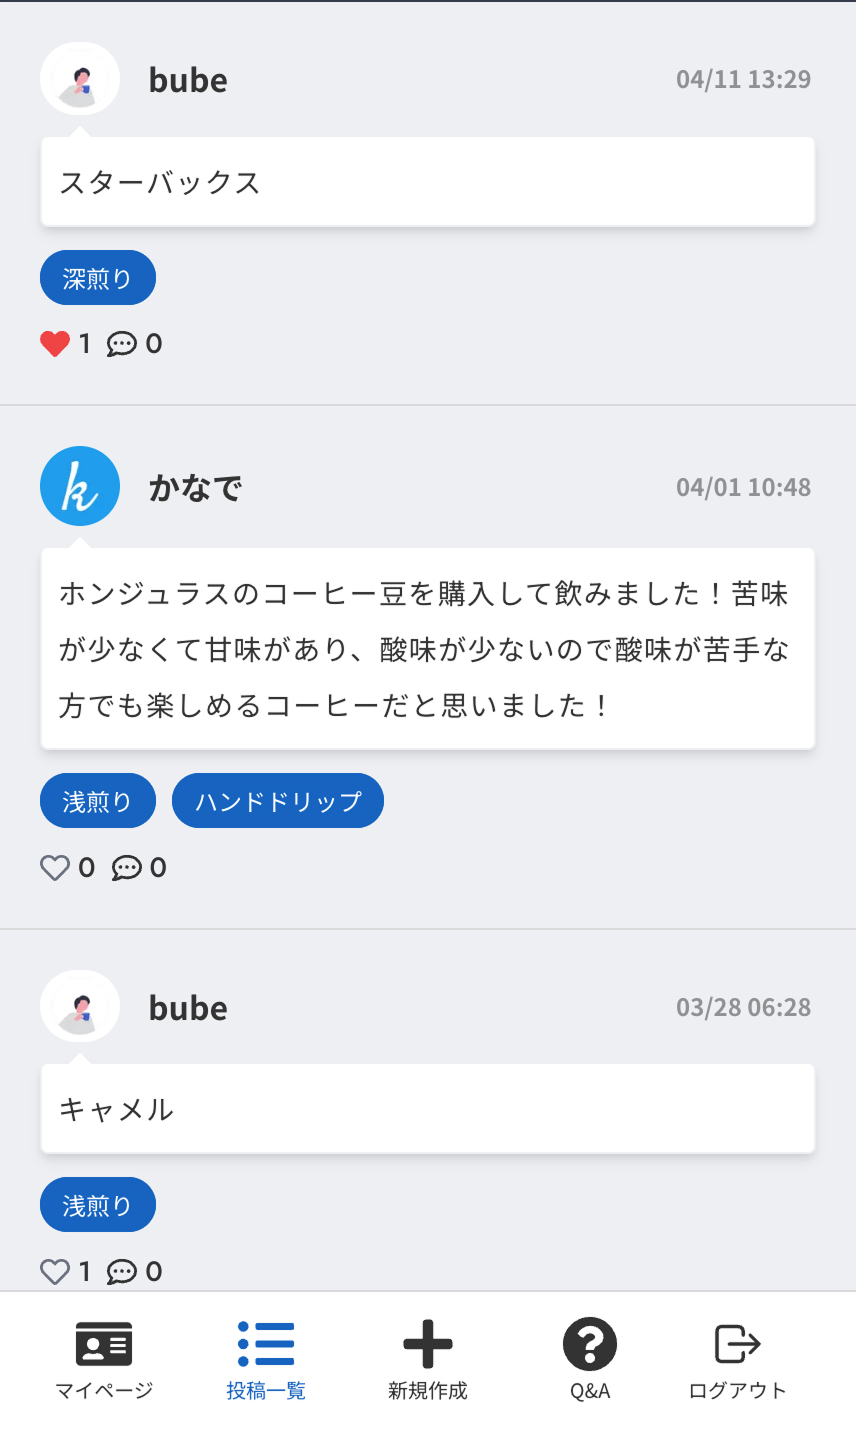 bube 04/11 13:29
スターバックス
深煎り
1 0
k かなで 04/01 10:48
ホンジュラスのコーヒー豆を購入して飲みました！苦味
が少なくて甘味があり、酸味が少ないので酸味が苦手な
方でも楽しめるコーヒーだと思いました！
浅煎り ハンドドリップ
0 0
bube 03/28 06:28
キャメル
浅煎り
1 0
マイページ 投稿一覧 新規作成 Q&A ログアウト